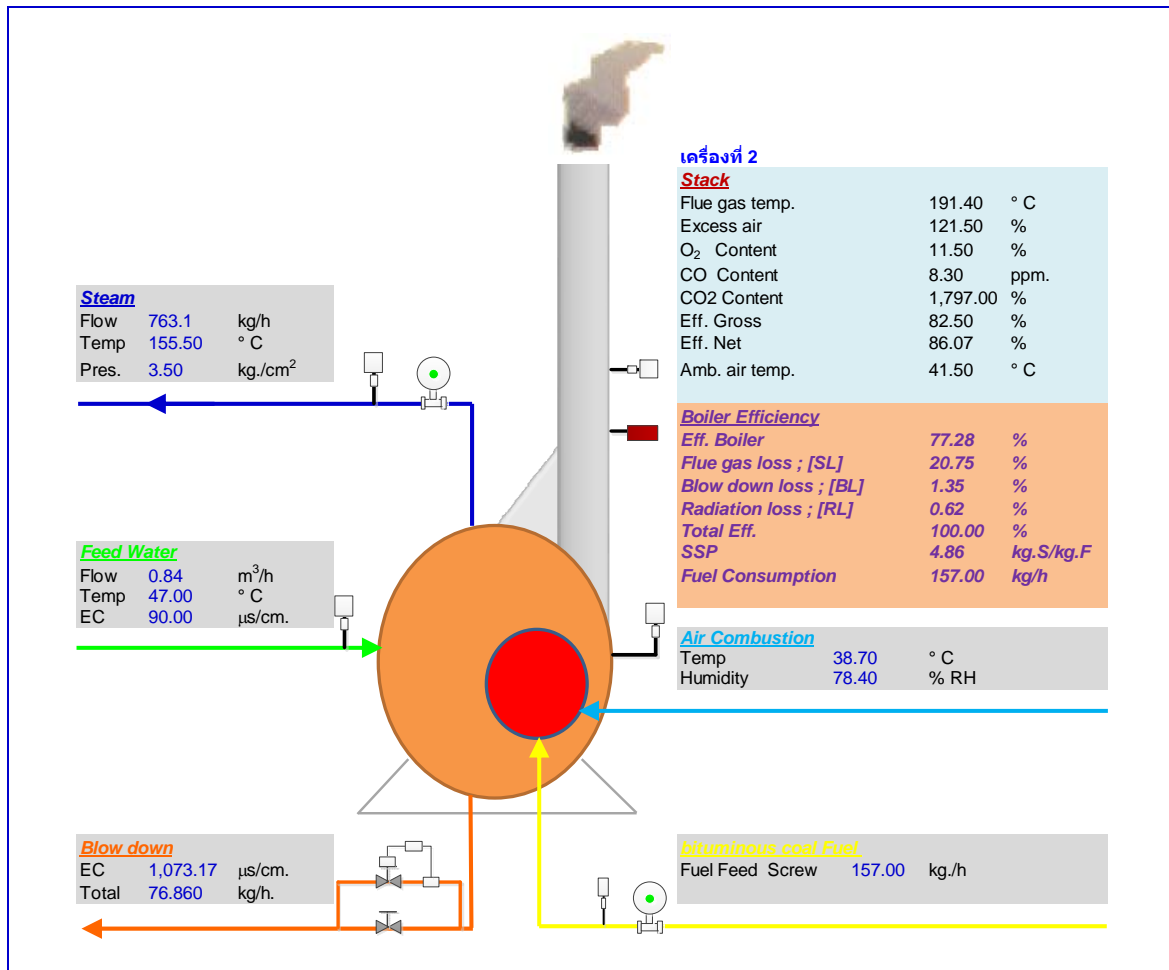 เครื่องที่ 2
Stack
Flue gas temp. 191.40 ° C
Excess air 121.50 %
O₂ Content 11.50 %
CO Content 8.30 ppm.
CO2 Content 1,797.00 %
Eff. Gross 82.50 %
Eff. Net 86.07 %
Amb. air temp. 41.50 ° C
Steam
Flow 763.1 kg/h
Temp 155.50 ° C
Pres. 3.50 kg./cm²
Boiler Efficiency
Eff. Boiler 77.28 %
Flue gas loss ; [SL] 20.75 %
Blow down loss ; [BL] 1.35 %
Radiation loss ; [RL] 0.62 %
Total Eff. 100.00 %
SSP 4.86 kg.S/kg.F
Fuel Consumption 157.00 kg/h
Feed Water
Flow 0.84 m³/h
Temp 47.00 ° C
EC 90.00 µs/cm.
Air Combustion
Temp 38.70 ° C
Humidity 78.40 % RH
Blow down
EC 1,073.17 µs/cm.
Total 76.860 kg/h.
bituminous coal Fuel
Fuel Feed Screw 157.00 kg./h